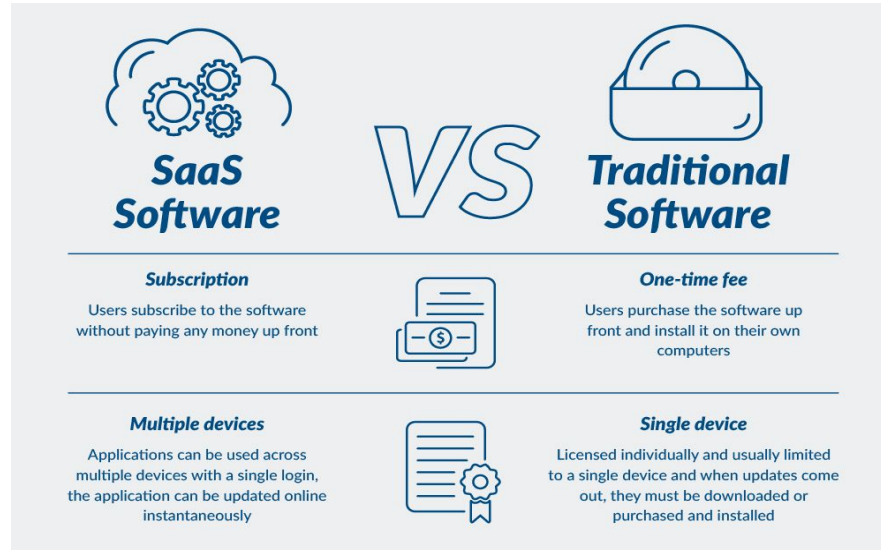 SaaS
Software
VS
Traditional
Software
Subscription
Users subscribe to the software
without paying any money up front
$
One-time fee
Users purchase the software up
front and install it on their own
computers
Multiple devices
Applications can be used across
multiple devices with a single login,
the application can be updated online
instantaneously
Single device
Licensed individually and usually limited
to a single device and when updates come
out, they must be downloaded or
purchased and installed